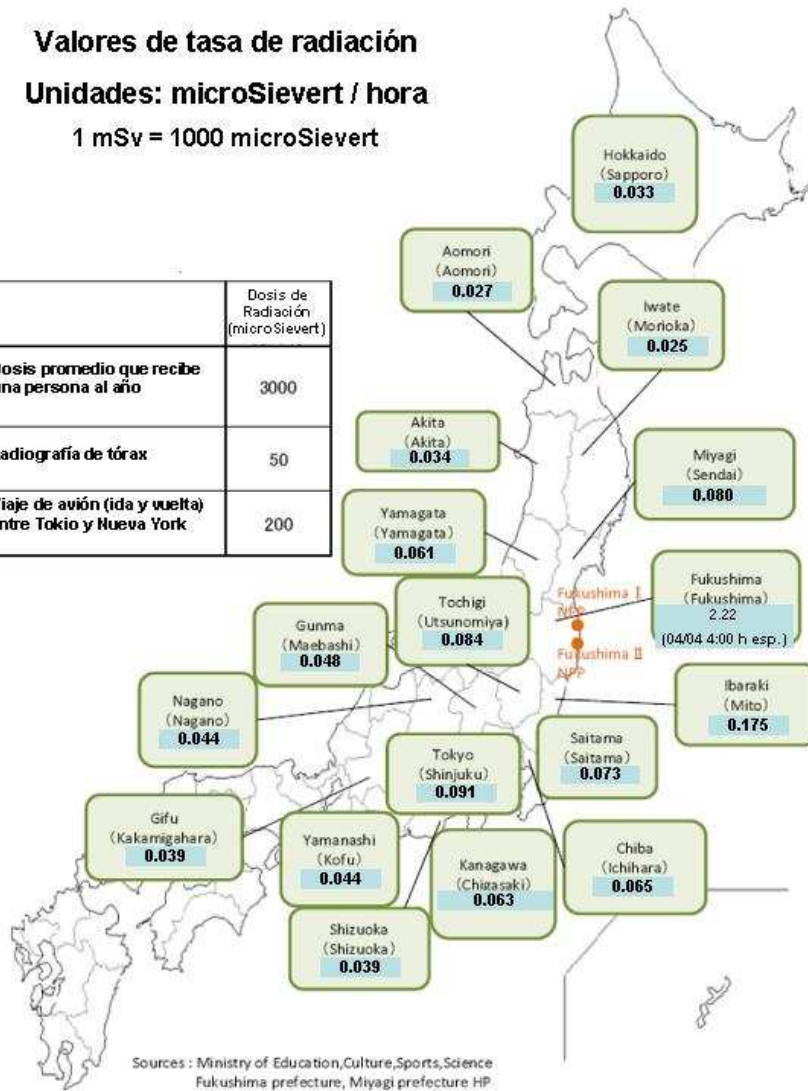 Valores de tasa de radiación
Unidades: microSievert / hora
1 mSv = 1000 microSievert
Hokkaido
(Sapporo)
0.033
Aomori
(Aomori)
0.027
Iwate
(Morioka)
0.025
Dosis de
Radiación
(microSievert)
Dosis promedio que recibe
una persona al año
3000
adiografía de tórax
50
Viaje de avión (ida y vuelta)
entre Tokio y Nueva York
200
Akita
(Akita)
0.034
Miyagi
(Sendai)
0.080
Yamagata
(Yamagata)
0.061
Fukushima I
NPP
Fukushima II
NPP
Fukushima
(Fukushima)
2.22
(04/04 4:00 h esp.)
Tochigi
(Utsunomiya)
0.084
Gunma
(Maebashi)
0.048
Ibaraki
(Mito)
0.175
Nagano
(Nagano)
0.044
Saitama
(Saitama)
0.073
Tokyo
(Shinjuku)
0.091
Gifu
(Kakamigahara)
0.039
Yamanashi
(Kofu)
0.044
Kanagawa
(Chigasaki)
0.063
Chiba
(Ichihara)
0.065
Shizuoka
(Shizuoka)
0.039
Sources : Ministry of Education,Culture,Sports,Science
Fukushima prefecture, Miyagi prefecture HP